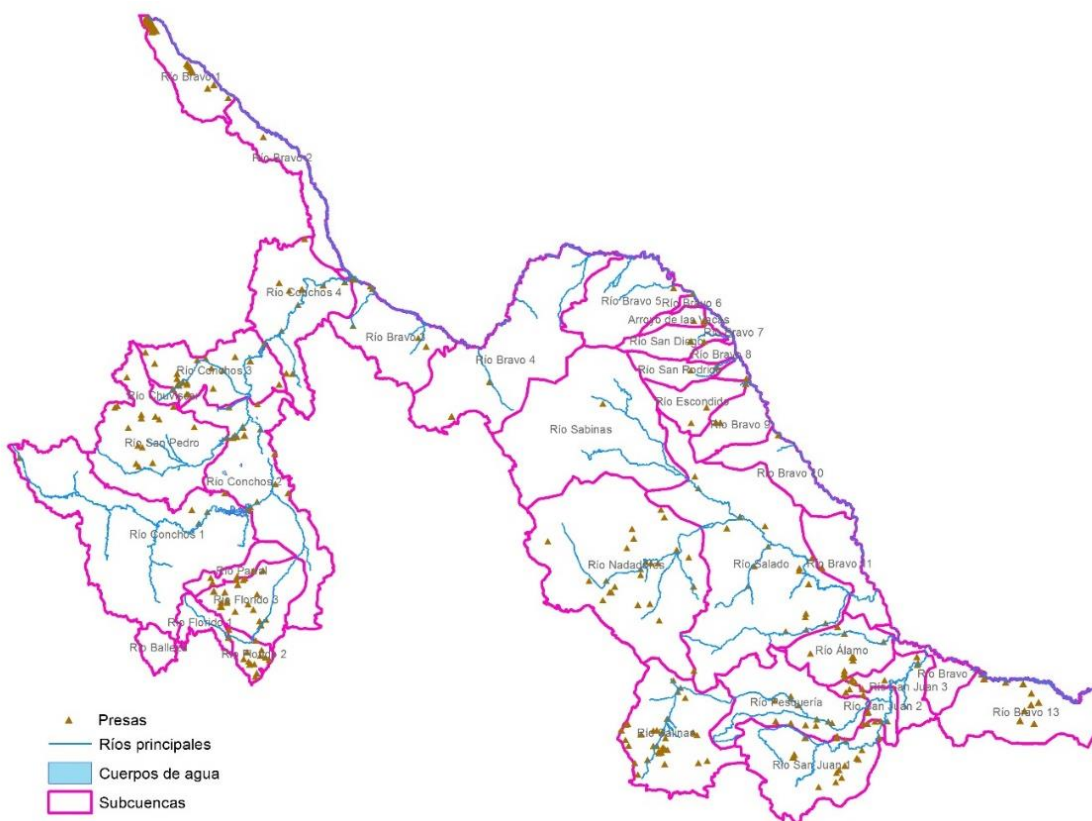 Río Bravo 1
Río Bravo 2
Río Conchos 4
Río Bravo 5
Río Bravo 6
Arroyo de las Vacas
Río Bravo 7
Río Bravo 3
Río San Diego
Río Bravo 4
Río Bravo 8
Río Conchos 3
Río San Rodrigo
Río Chuviscar
Río Escondido
Río Bravo 9
Río Sabinas
Río San Pedro
Río Bravo 10
Río Conchos 2
Río Conchos 1
Río Nadadores
Río Salado
Río Bravo 11
Río Parral
Río Florido 3
Río Florido 1
Río Balleza
Río Florido 2
Río Álamo
Río Bravo
Río San Juan 3
Río Pesquería
Río San Juan 2
Río Bravo 13
Río Salinas
Río San Juan 1
Presas
Ríos principales
Cuerpos de agua
Subcuencas